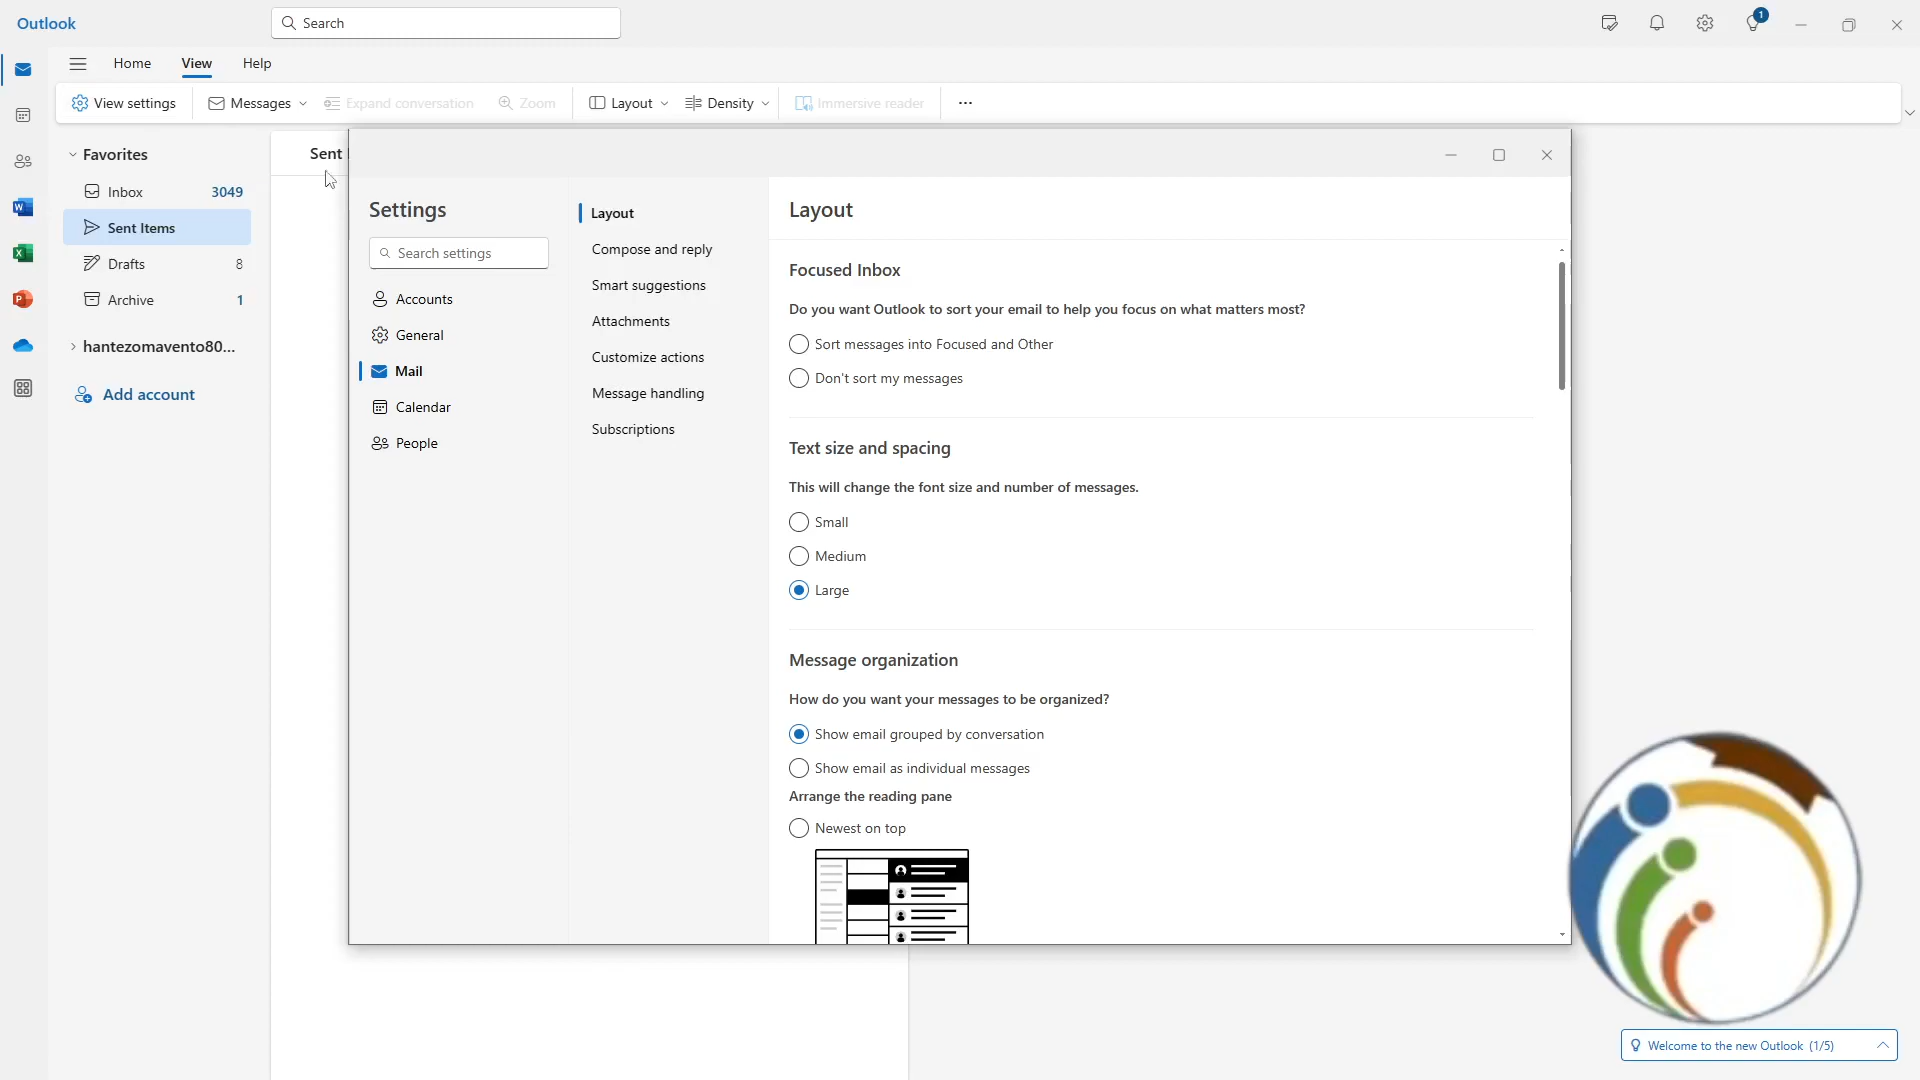 Outlook
Search
1
Home
View
Help
View settings
Messages
Expand conversation
Zoom
Layout
Density
Immersive reader
Favorites
Inbox 3049
Sent Items
Drafts 8
Archive 1
hantezomavento80...
Add account
Sent
Settings
Search settings
Accounts
General
Mail
Calendar
People
Layout
Compose and reply
Smart suggestions
Attachments
Customize actions
Message handling
Subscriptions
Layout
Focused Inbox
Do you want Outlook to sort your email to help you focus on what matters most?
Sort messages into Focused and Other
Don't sort my messages
Text size and spacing
This will change the font size and number of messages.
Small
Medium
Large
Message organization
How do you want your messages to be organized?
Show email grouped by conversation
Show email as individual messages
Arrange the reading pane
Newest on top
Welcome to the new Outlook (1/5)